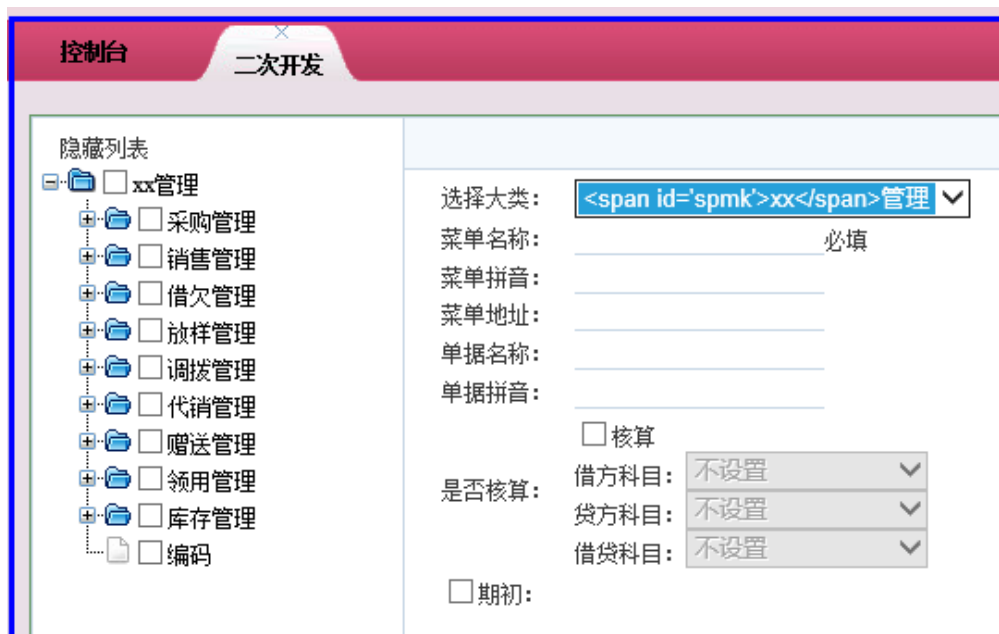 控制台
二次开发
隐藏列表
xx管理
采购管理
销售管理
借欠管理
放样管理
调拨管理
代销管理
赠送管理
领用管理
库存管理
编码
选择大类： <span id='spmk'>xx</span>管理
菜单名称： 必填
菜单拼音：
菜单地址：
单据名称：
单据拼音：
核算
是否核算：
借方科目： 不设置
贷方科目： 不设置
借贷科目： 不设置
期初：